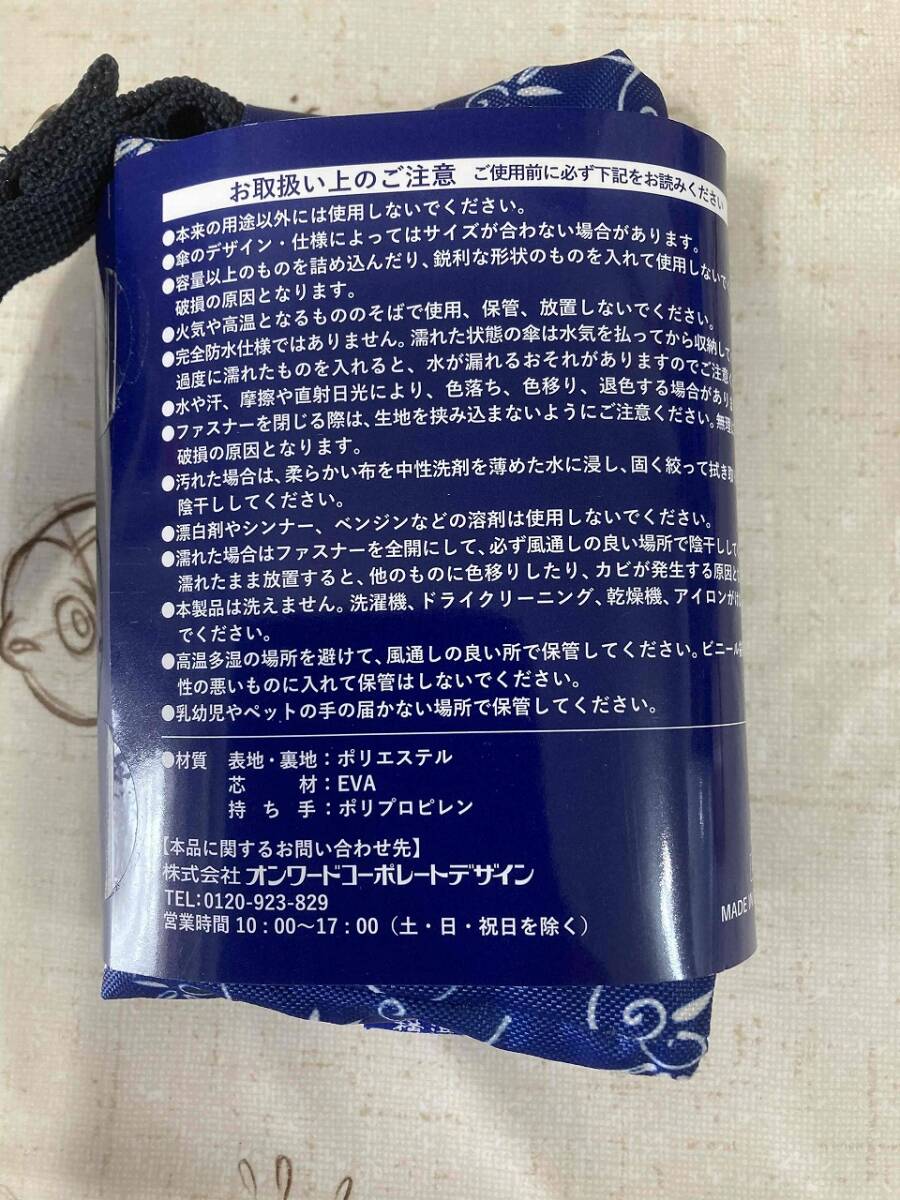 お取扱い上のご注意 ご使用前に必ず下記をお読みください
●本来の用途以外には使用しないでください。
●傘のデザイン・仕様によってはサイズが合わない場合があります。
●容量以上のものを詰め込んだり、鋭利な形状のものを入れて使用しないで
破損の原因となります。
●火気や高温となるもののそばで使用、保管、放置しないでください。
●完全防水仕様ではありません。濡れた状態の傘は水気を払ってから収納して
過度に濡れたものを入れると、水が漏れるおそれがありますのでご注意
●水や汗、摩擦や直射日光により、色落ち、色移り、退色する場合があり
●ファスナーを閉じる際は、生地を挟み込まないようにご注意ください。無理
破損の原因となります。
●汚れた場合は、柔らかい布を中性洗剤を薄めた水に浸し、固く絞って拭き取
陰干ししてください。
●漂白剤やシンナー、ベンジンなどの溶剤は使用しないでください。
●濡れた場合はファスナーを全開にして、必ず風通しの良い場所で陰干しして
濡れたまま放置すると、他のものに色移りしたり、カビが発生する原因と
●本製品は洗えません。洗濯機、ドライクリーニング、乾燥機、アイロンがけ
でください。
●高温多湿の場所を避けて、風通しの良い所で保管してください。ビニール
性の悪いものに入れて保管はしないでください。
●乳幼児やペットの手の届かない場所で保管してください。
●材質 表地・裏地：ポリエステル
芯 材：EVA
持ち手：ポリプロピレン
【本品に関するお問い合わせ先】
株式会社 オンワードコーポレートデザイン
TEL:0120-923-829
営業時間 10：00～17：00（土・日・祝日を除く）
MADE